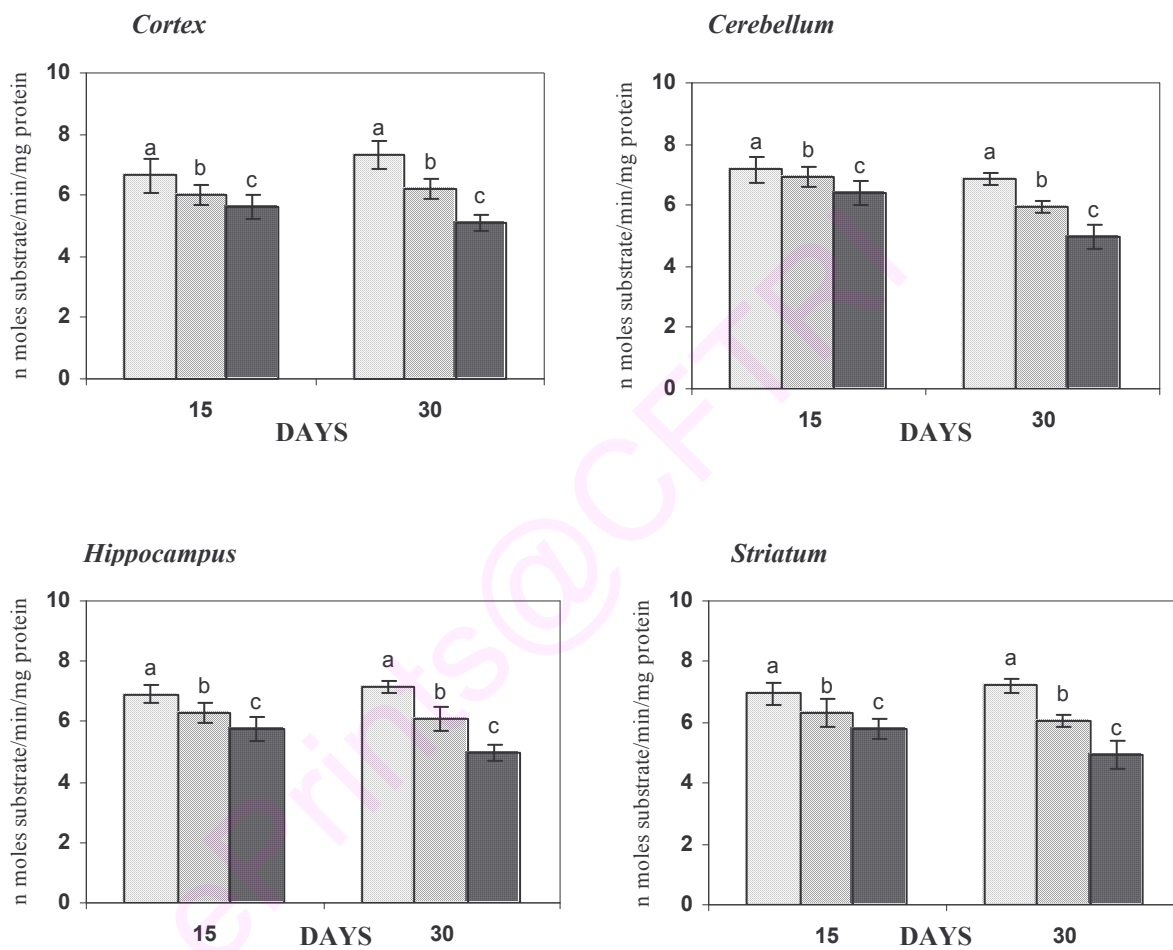 Cortex
n moles substrate/min/mg protein
10
8
6
4
2
0
a
b
c
a
b
c
15
30
DAYS
Cerebellum
n moles substrate/min/mg protein
10
8
6
4
2
0
a
b
c
a
b
c
15
30
DAYS
Hippocampus
n moles substrate/min/mg protein
10
8
6
4
2
0
a
b
c
a
b
c
15
DAYS
30
Striatum
n moles substrate/min/mg protein
10
8
6
4
2
0
a
b
c
a
b
c
15
DAYS
30
ePrints@CFTRI